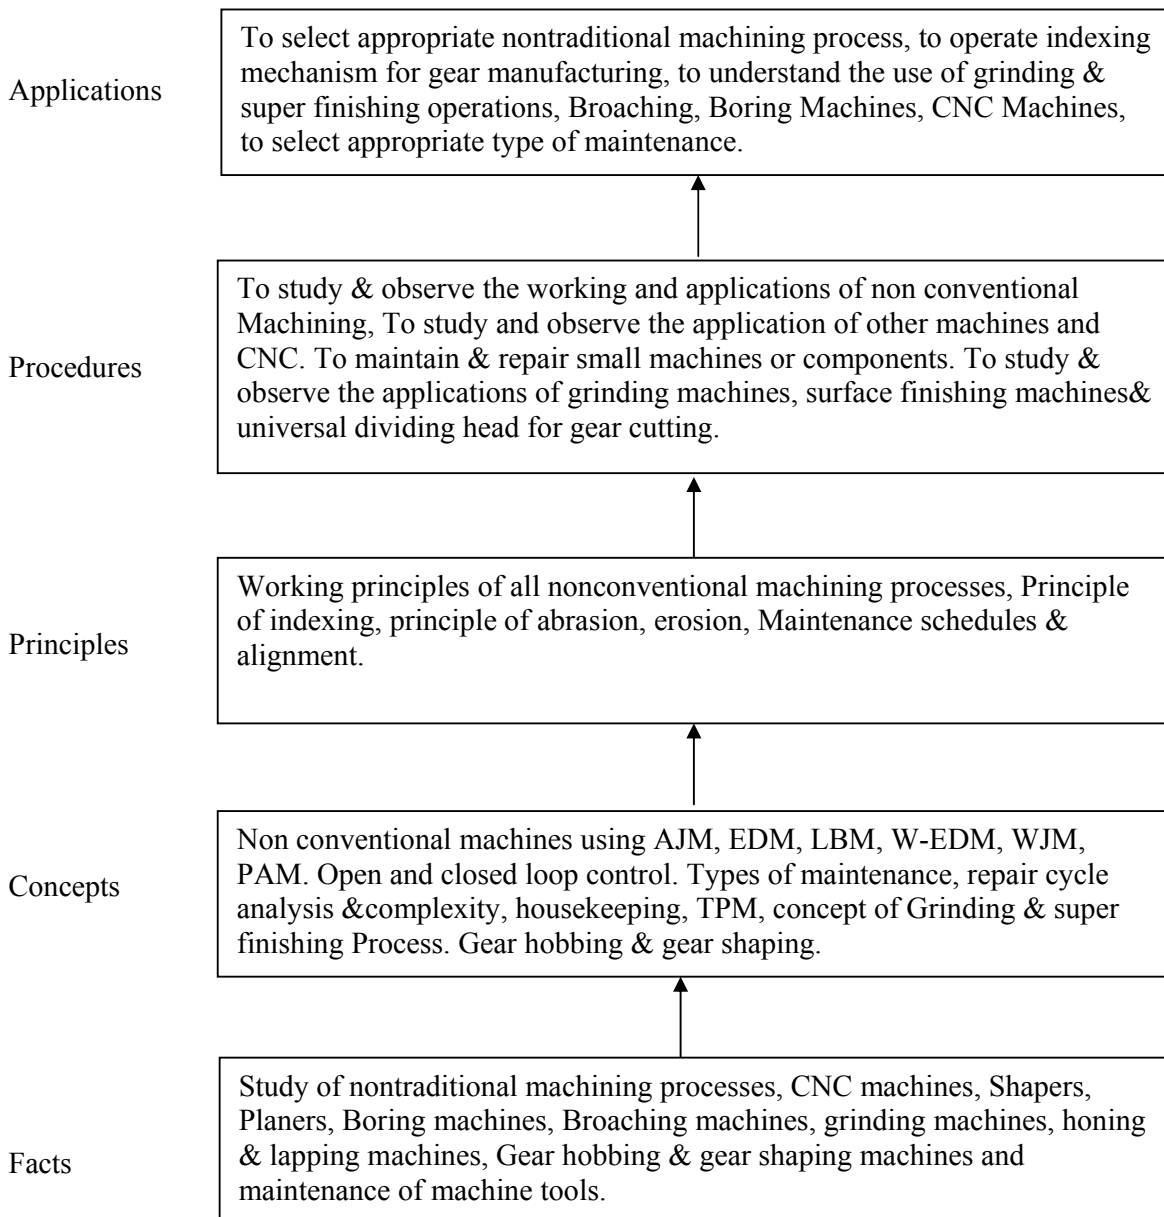 Applications
To select appropriate nontraditional machining process, to operate indexing
mechanism for gear manufacturing, to understand the use of grinding &
super finishing operations, Broaching, Boring Machines, CNC Machines,
to select appropriate type of maintenance.
Procedures
To study & observe the working and applications of non conventional
Machining, To study and observe the application of other machines and
CNC. To maintain & repair small machines or components. To study &
observe the applications of grinding machines, surface finishing machines&
universal dividing head for gear cutting.
Principles
Working principles of all nonconventional machining processes, Principle
of indexing, principle of abrasion, erosion, Maintenance schedules &
alignment.
Concepts
Non conventional machines using AJM, EDM, LBM, W-EDM, WJM,
PAM. Open and closed loop control. Types of maintenance, repair cycle
analysis &complexity, housekeeping, TPM, concept of Grinding & super
finishing Process. Gear hobbing & gear shaping.
Facts
Study of nontraditional machining processes, CNC machines, Shapers,
Planers, Boring machines, Broaching machines, grinding machines, honing
& lapping machines, Gear hobbing & gear shaping machines and
maintenance of machine tools.